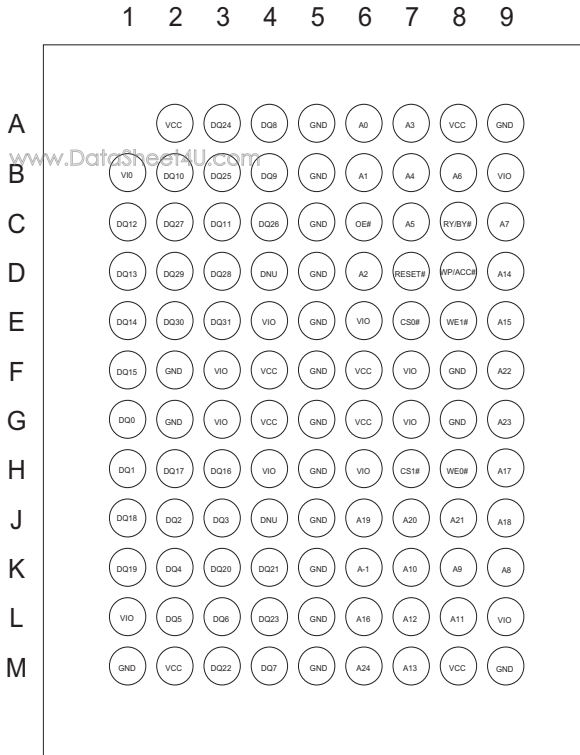 1 2 3 4 5 6 7 8 9
A VCC DQ24 DQ8 GND A0 A3 VCC GND
www.DataSheet4U.com
B VI0 DQ10 DQ25 DQ9 GND A1 A4 A6 VIO
C DQ12 DQ27 DQ11 DQ26 GND OE# A5 RY/BY# A7
D DQ13 DQ29 DQ28 DNU GND A2 RESET# WP/ACC# A14
E DQ14 DQ30 DQ31 VIO GND VIO CS0# WE1# A15
F DQ15 GND VIO VCC GND VCC VIO GND A22
G DQ0 GND VIO VCC GND VCC VIO GND A23
H DQ1 DQ17 DQ16 VIO GND VIO CS1# WE0# A17
J DQ18 DQ2 DQ3 DNU GND A19 A20 A21 A18
K DQ19 DQ4 DQ20 DQ21 GND A-1 A10 A9 A8
L VIO DQ5 DQ6 DQ23 GND A16 A12 A11 VIO
M GND VCC DQ22 DQ7 GND A24 A13 VCC GND